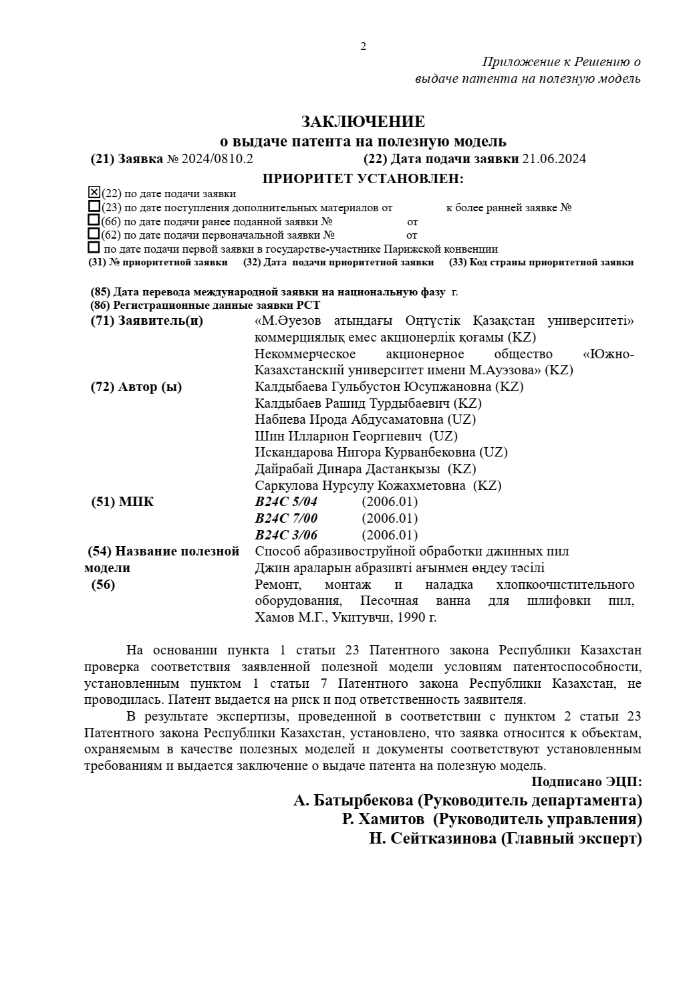 2
Приложение к Решению о
выдаче патента на полезную модель
ЗАКЛЮЧЕНИЕ
о выдаче патента на полезную модель
(21) Заявка № 2024/0810.2 (22) Дата подачи заявки 21.06.2024
ПРИОРИТЕТ УСТАНОВЛЕН:
☒(22) по дате подачи заявки
☐(23) по дате поступления дополнительных материалов от к более ранней заявке №
☐(66) по дате подачи ранее поданной заявки № от
☐(62) по дате подачи первоначальной заявки № от
☐ по дате подачи первой заявки в государстве-участнике Парижской конвенции
(31) № приоритетной заявки (32) Дата подачи приоритетной заявки (33) Код страны приоритетной заявки
(85) Дата перевода международной заявки на национальную фазу г.
(86) Регистрационные данные заявки РСТ
(71) Заявитель(и) «М.Әуезов атындағы Оңтүстік Қазақстан университеті»
коммерциялық емес акционерлік қоғамы (KZ)
Некоммерческое акционерное общество «Южно-
Казахстанский университет имени М.Ауэзова» (KZ)
(72) Автор (ы) Калдыбаева Гульбустон Юсупжановна (KZ)
Калдыбаев Рашид Турдыбаевич (KZ)
Набиева Ирода Абдусаматовна (UZ)
Шин Илларион Георгиевич (UZ)
Искандарова Нигора Курванбековна (UZ)
Дайрабай Динара Дастанқызы (KZ)
Саркулова Нурсулу Кожахметовна (KZ)
(51) МПК B24C 5/04 (2006.01)
B24C 7/00 (2006.01)
B24C 3/06 (2006.01)
(54) Название полезной Способ абразивоструйной обработки джинных пил
модели Джин араларын абразивті ағынмен өңдеу тәсілі
(56) Ремонт, монтаж и наладка хлопкоочистительного
оборудования, Песочная ванна для шлифовки пил,
Хамов М.Г., Укитувчи, 1990 г.
На основании пункта 1 статьи 23 Патентного закона Республики Казахстан
проверка соответствия заявленной полезной модели условиям патентоспособности,
установленным пунктом 1 статьи 7 Патентного закона Республики Казахстан, не
проводилась. Патент выдается на риск и под ответственность заявителя.
В результате экспертизы, проведенной в соответствии с пунктом 2 статьи 23
Патентного закона Республики Казахстан, установлено, что заявка относится к объектам,
охраняемым в качестве полезных моделей и документы соответствуют установленным
требованиям и выдается заключение о выдаче патента на полезную модель.
Подписано ЭЦП:
А. Батырбекова (Руководитель департамента)
Р. Хамитов (Руководитель управления)
Н. Сейтказинова (Главный эксперт)